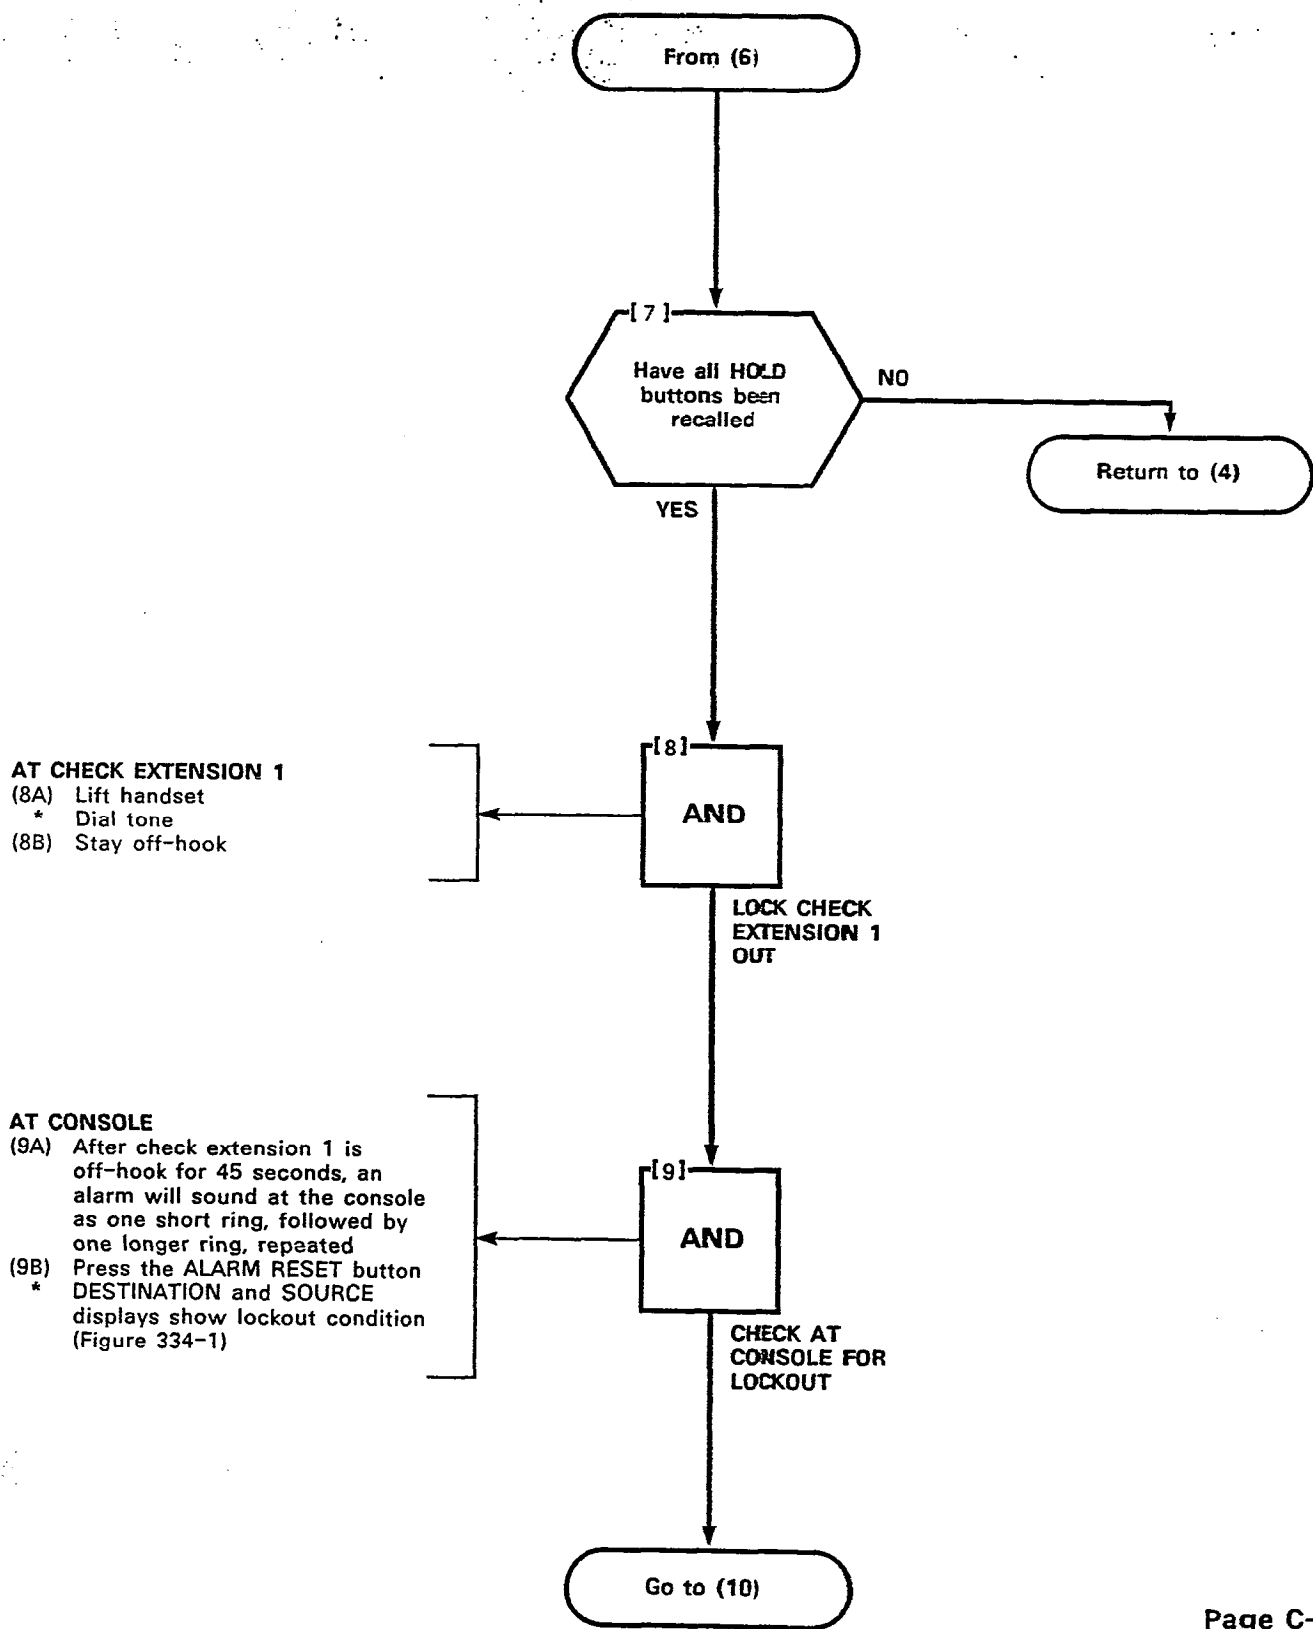 From (6)
[7]
Have all HOLD
buttons been
recalled
NO
Return to (4)
YES
[8]
AND
AT CHECK EXTENSION 1
(8A) Lift handset
* Dial tone
(8B) Stay off-hook
LOCK CHECK
EXTENSION 1
OUT
[9]
AND
AT CONSOLE
(9A) After check extension 1 is
off-hook for 45 seconds, an
alarm will sound at the console
as one short ring, followed by
one longer ring, repeated
(9B) Press the ALARM RESET button
* DESTINATION and SOURCE
displays show lockout condition
(Figure 334-1)
CHECK AT
CONSOLE FOR
LOCKOUT
Go to (10)
Page C-